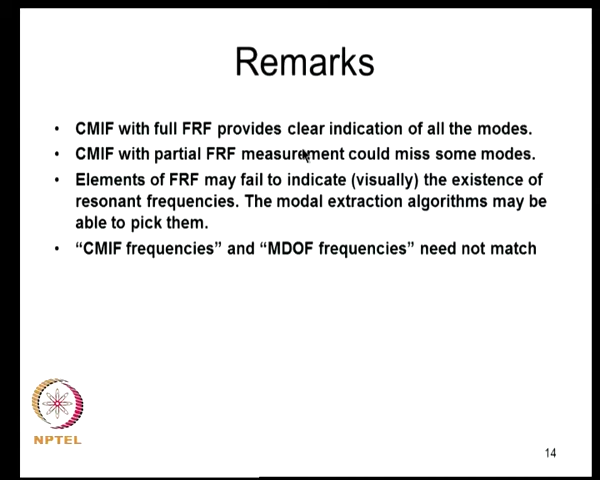 Remarks
• CMIF with full FRF provides clear indication of all the modes.
• CMIF with partial FRF measurement could miss some modes.
• Elements of FRF may fail to indicate (visually) the existence of
resonant frequencies. The modal extraction algorithms may be
able to pick them.
• “CMIF frequencies” and “MDOF frequencies” need not match
NPTEL
14